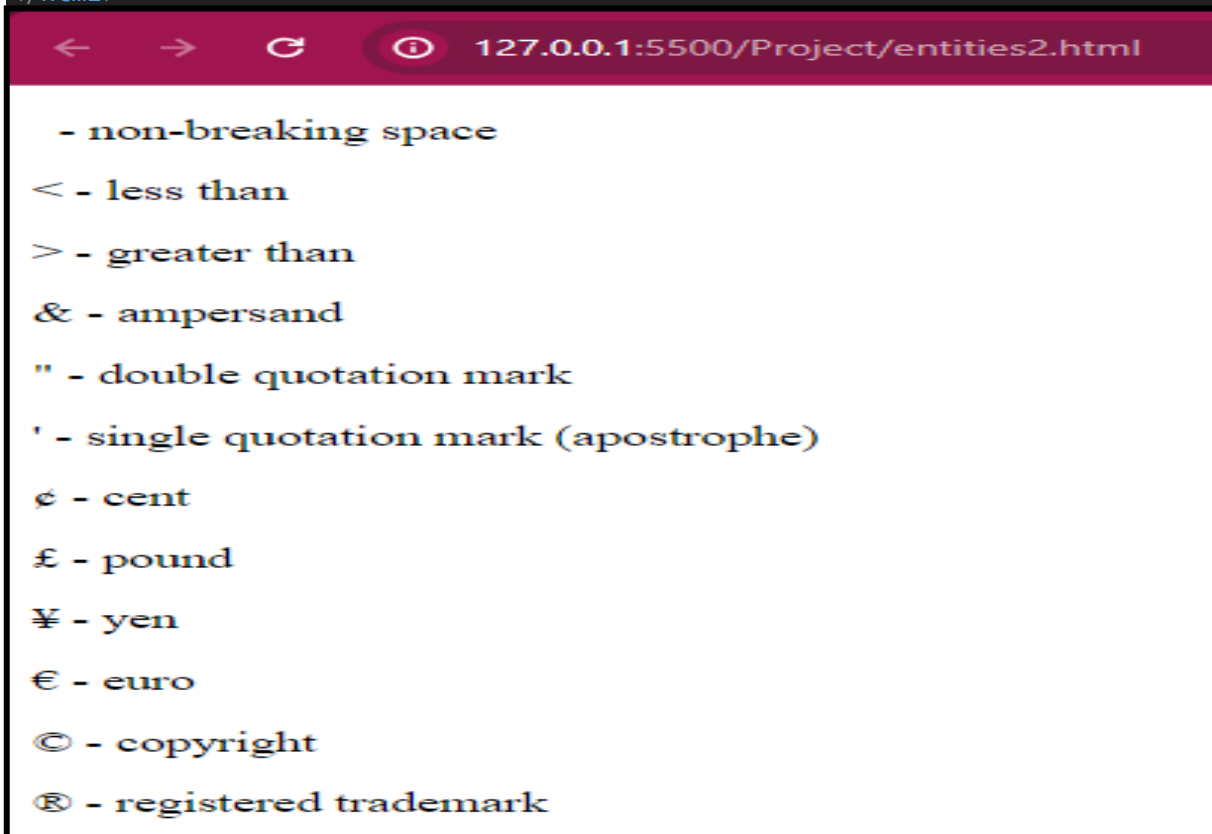 127.0.0.1:5500/Project/entities2.html
- non-breaking space
< - less than
> - greater than
& - ampersand
" - double quotation mark
' - single quotation mark (apostrophe)
¢ - cent
£ - pound
¥ - yen
€ - euro
© - copyright
® - registered trademark